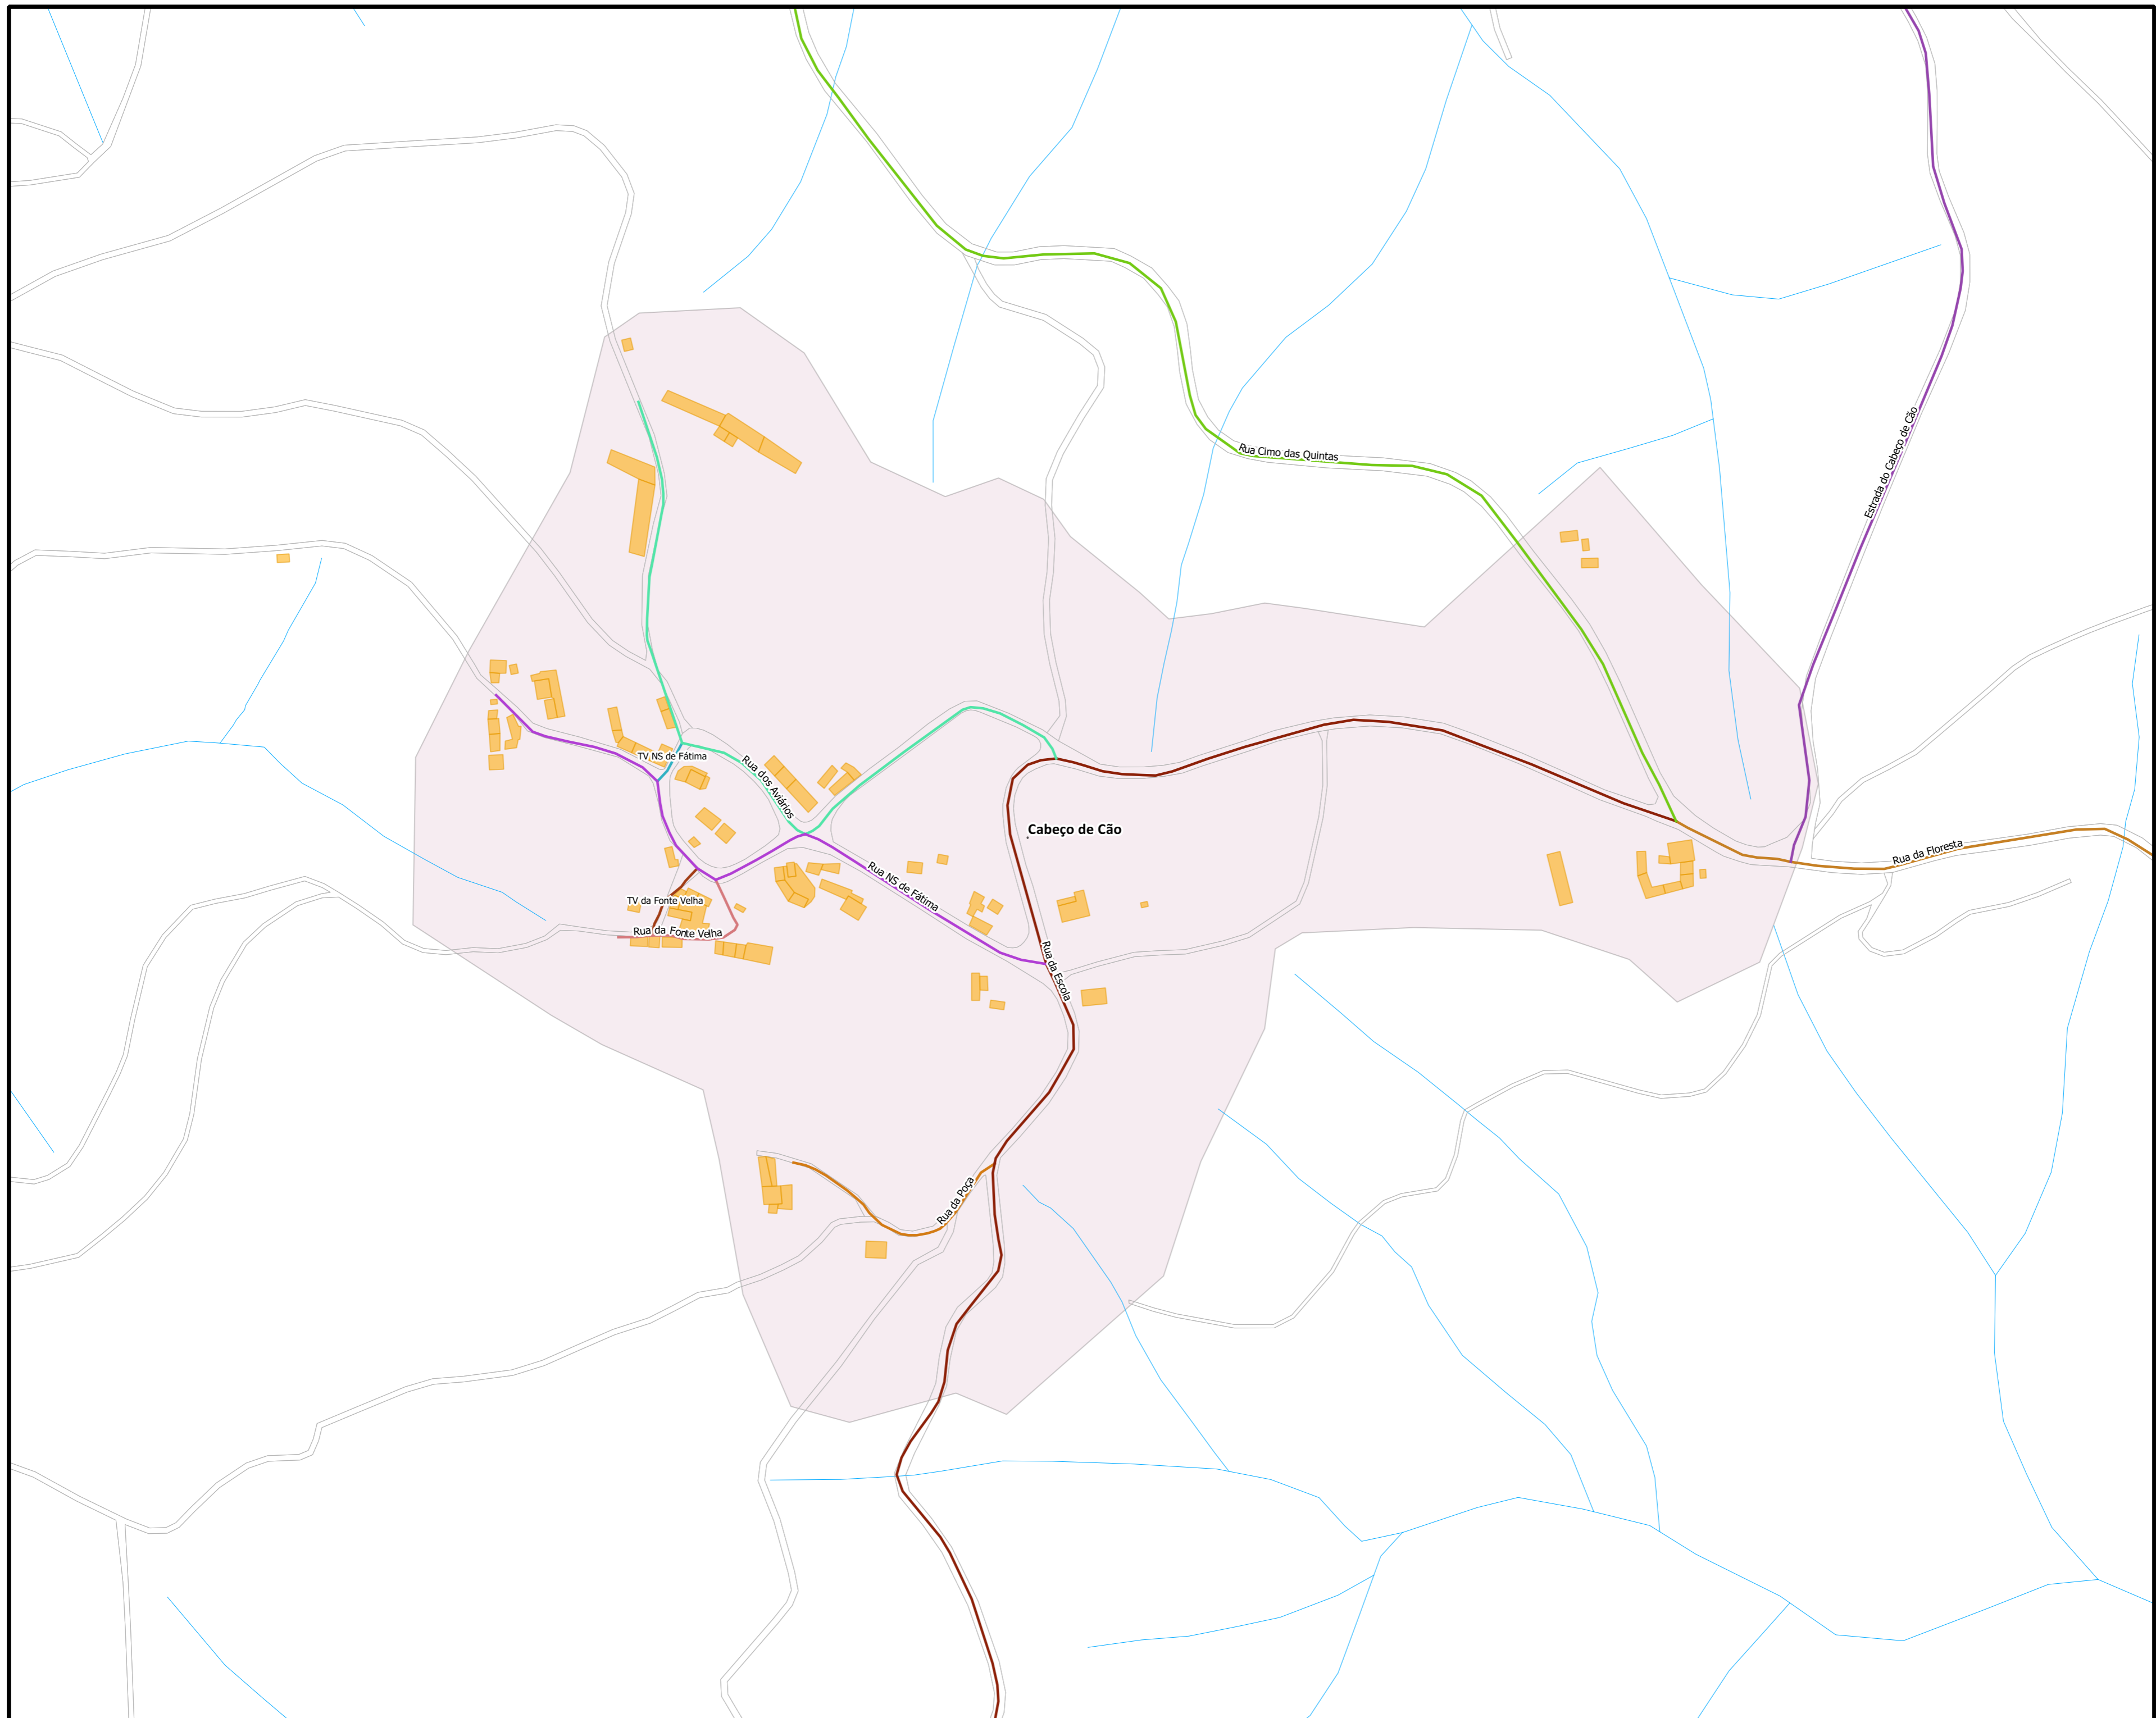 Rua Cimo das Quintas
Estrada do Cabeço de Cão
TV NS de Fátima
Rua dos Aviários
Cabeço de Cão
Rua da Floresta
Rua NS de Fátima
TV da Fonte Velha
Rua da Fonte Velha
Rua da Escola
Rua da Poça